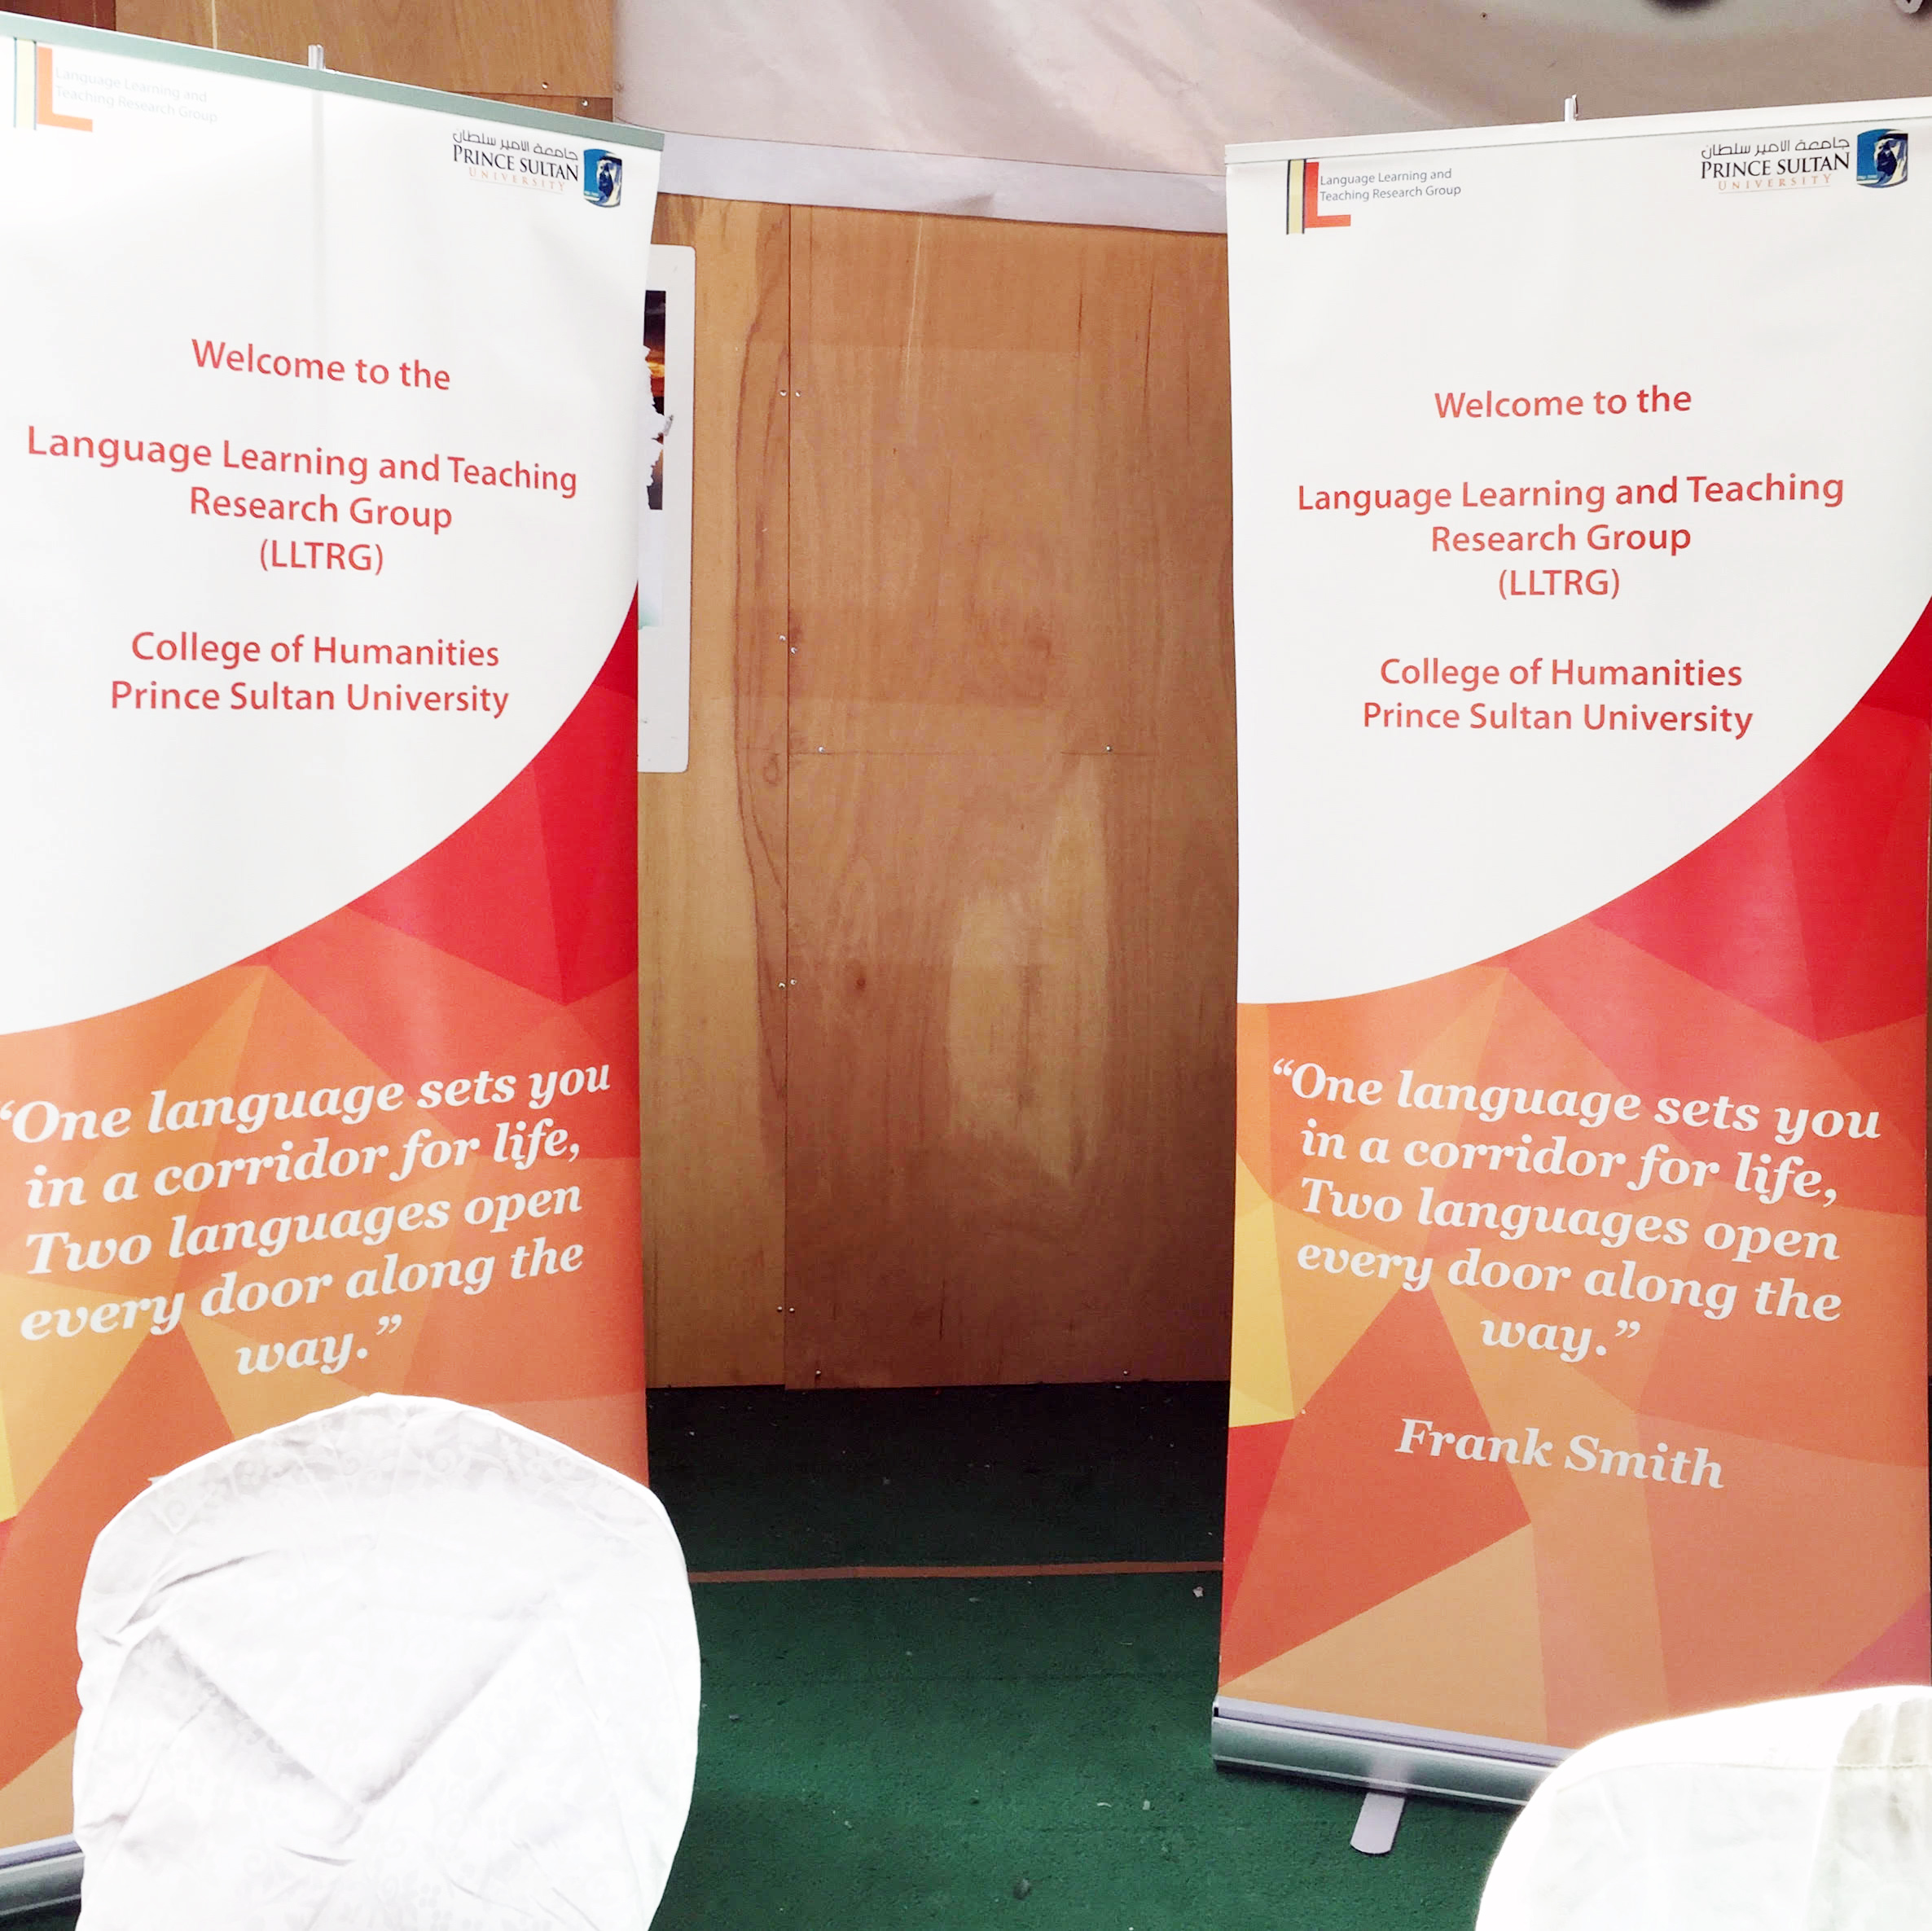 Language Learning and
Teaching Research Group
جامعة الامير سلطان
PRINCE SULTAN
UNIVERSITY
Welcome to the
Language Learning and Teaching
Research Group
(LLTRG)
College of Humanities
Prince Sultan University
“One language sets you
in a corridor for life,
Two languages open
every door along the
way.”
Language Learning and
Teaching Research Group
جامعة الامير سلطان
PRINCE SULTAN
UNIVERSITY
Welcome to the
Language Learning and Teaching
Research Group
(LLTRG)
College of Humanities
Prince Sultan University
“One language sets you
in a corridor for life,
Two languages open
every door along the
way.”
Frank Smith